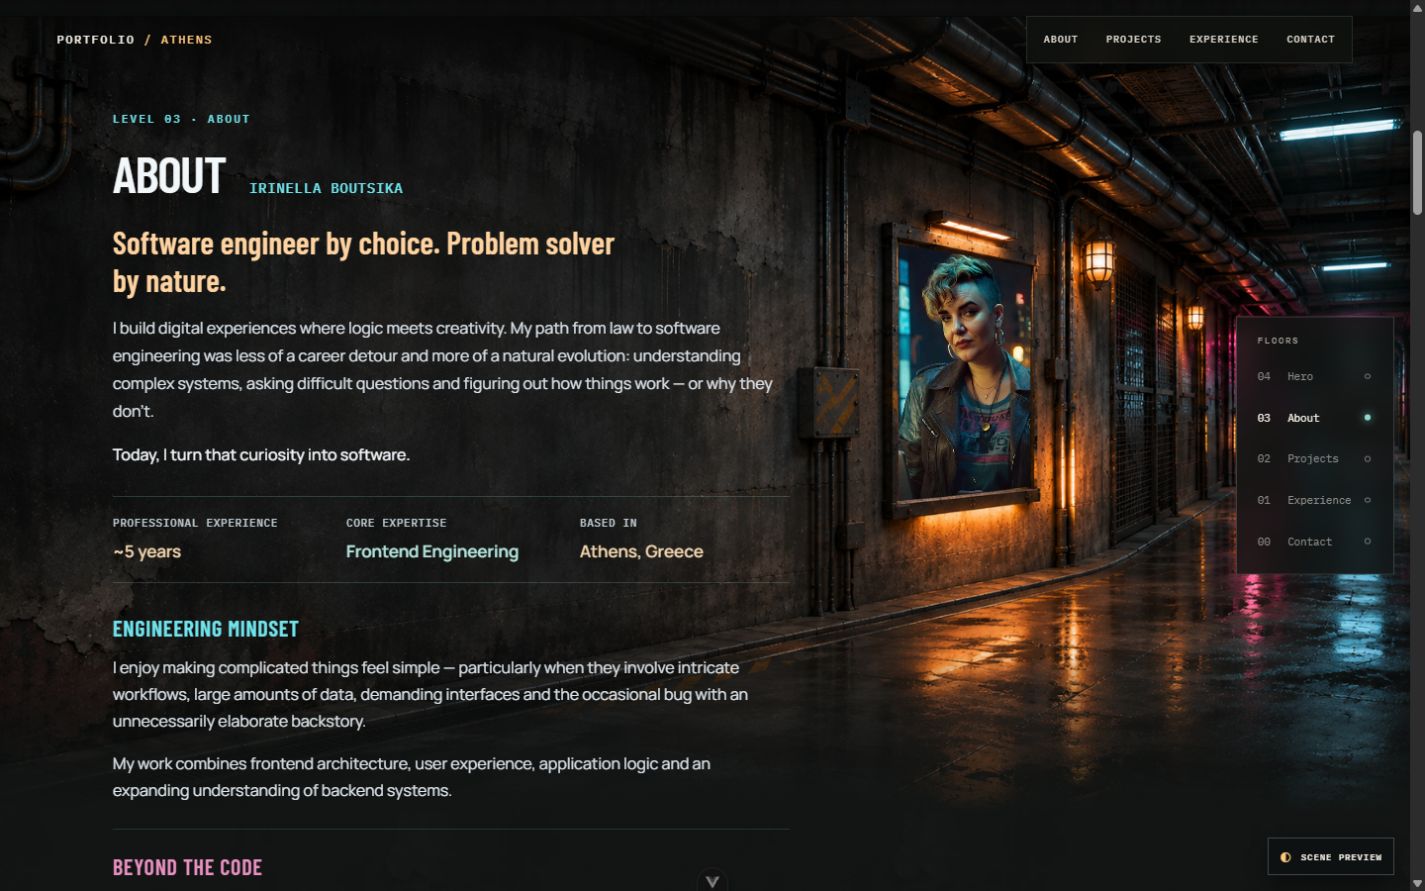 PORTFOLIO / ATHENS
ABOUT PROJECTS EXPERIENCE CONTACT
LEVEL 03 · ABOUT
ABOUT IRINELLA BOUTSIKA
Software engineer by choice. Problem solver
by nature.
I build digital experiences where logic meets creativity. My path from law to software
engineering was less of a career detour and more of a natural evolution: understanding
complex systems, asking difficult questions and figuring out how things work — or why they
don't.
Today, I turn that curiosity into software.
PROFESSIONAL EXPERIENCE
~5 years
CORE EXPERTISE
Frontend Engineering
BASED IN
Athens, Greece
ENGINEERING MINDSET
I enjoy making complicated things feel simple — particularly when they involve intricate
workflows, large amounts of data, demanding interfaces and the occasional bug with an
unnecessarily elaborate backstory.
My work combines frontend architecture, user experience, application logic and an
expanding understanding of backend systems.
BEYOND THE CODE
FLOORS
04 Hero
03 About
02 Projects
01 Experience
00 Contact
SCENE PREVIEW